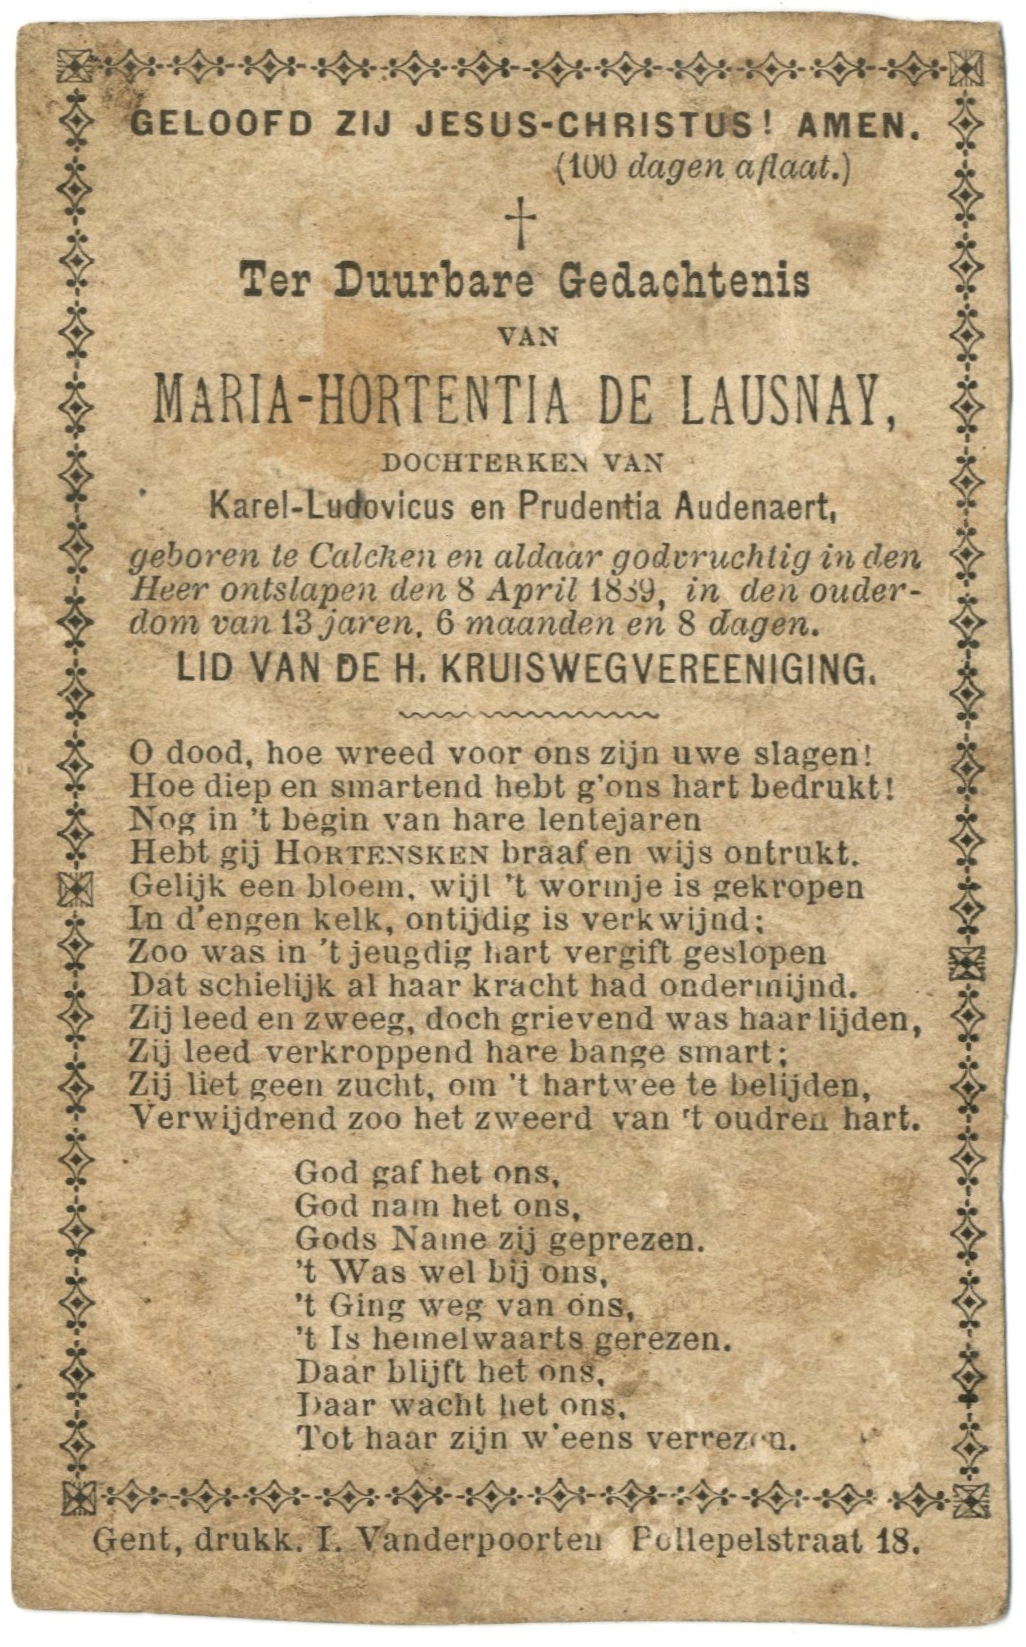 GELOOFD ZIJ JESUS-CHRISTUS! AMEN.
(100 dagen aflaat.)
†
Ter Duurbare Gedachtenis
VAN
MARIA-HORTENTIA DE LAUSNAY,
DOCHTERKEN VAN
Karel-Ludovicus en Prudentia Audenaert,
geboren te Calcken en aldaar godvruchtig in den
Heer ontslapen den 8 April 1889, in den ouder-
dom van 13 jaren, 6 maanden en 8 dagen.
LID VAN DE H. KRUISWEGVEREENIGING.
O dood, hoe wreed voor ons zijn uwe slagen!
Hoe diep en smartend hebt g'ons hart bedrukt!
Nog in 't begin van hare lentejaren
Hebt gij HORTENSKEN braaf en wijs ontrukt.
Gelijk een bloem, wijl 't wormje is gekropen
In d'engen kelk, ontijdig is verkwijnd;
Zoo was in 't jeugdig hart vergift geslopen
Dat schielijk al haar kracht had ondermijnd.
Zij leed en zweeg, doch grievend was haar lijden,
Zij leed verkroppend hare bange smart;
Zij liet geen zucht, om 't hartwee te belijden,
Verwijdrend zoo het zweerd van 't oudren hart.
God gaf het ons,
God nam het ons,
Gods Name zij geprezen.
't Was wel bij ons,
't Ging weg van ons,
't Is hemelwaarts gerezen.
Daar blijft het ons,
Daar wacht het ons,
Tot haar zijn w'eens verrezen.
Gent, drukk. I. Vanderpoorten Pollepelstraat 18.